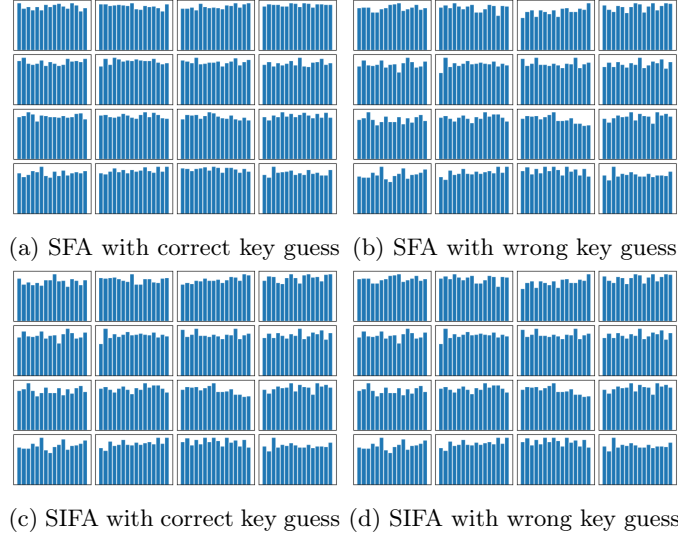 (a) SFA with correct key guess
(b) SFA with wrong key guess
(c) SIFA with correct key guess
(d) SIFA with wrong key guess